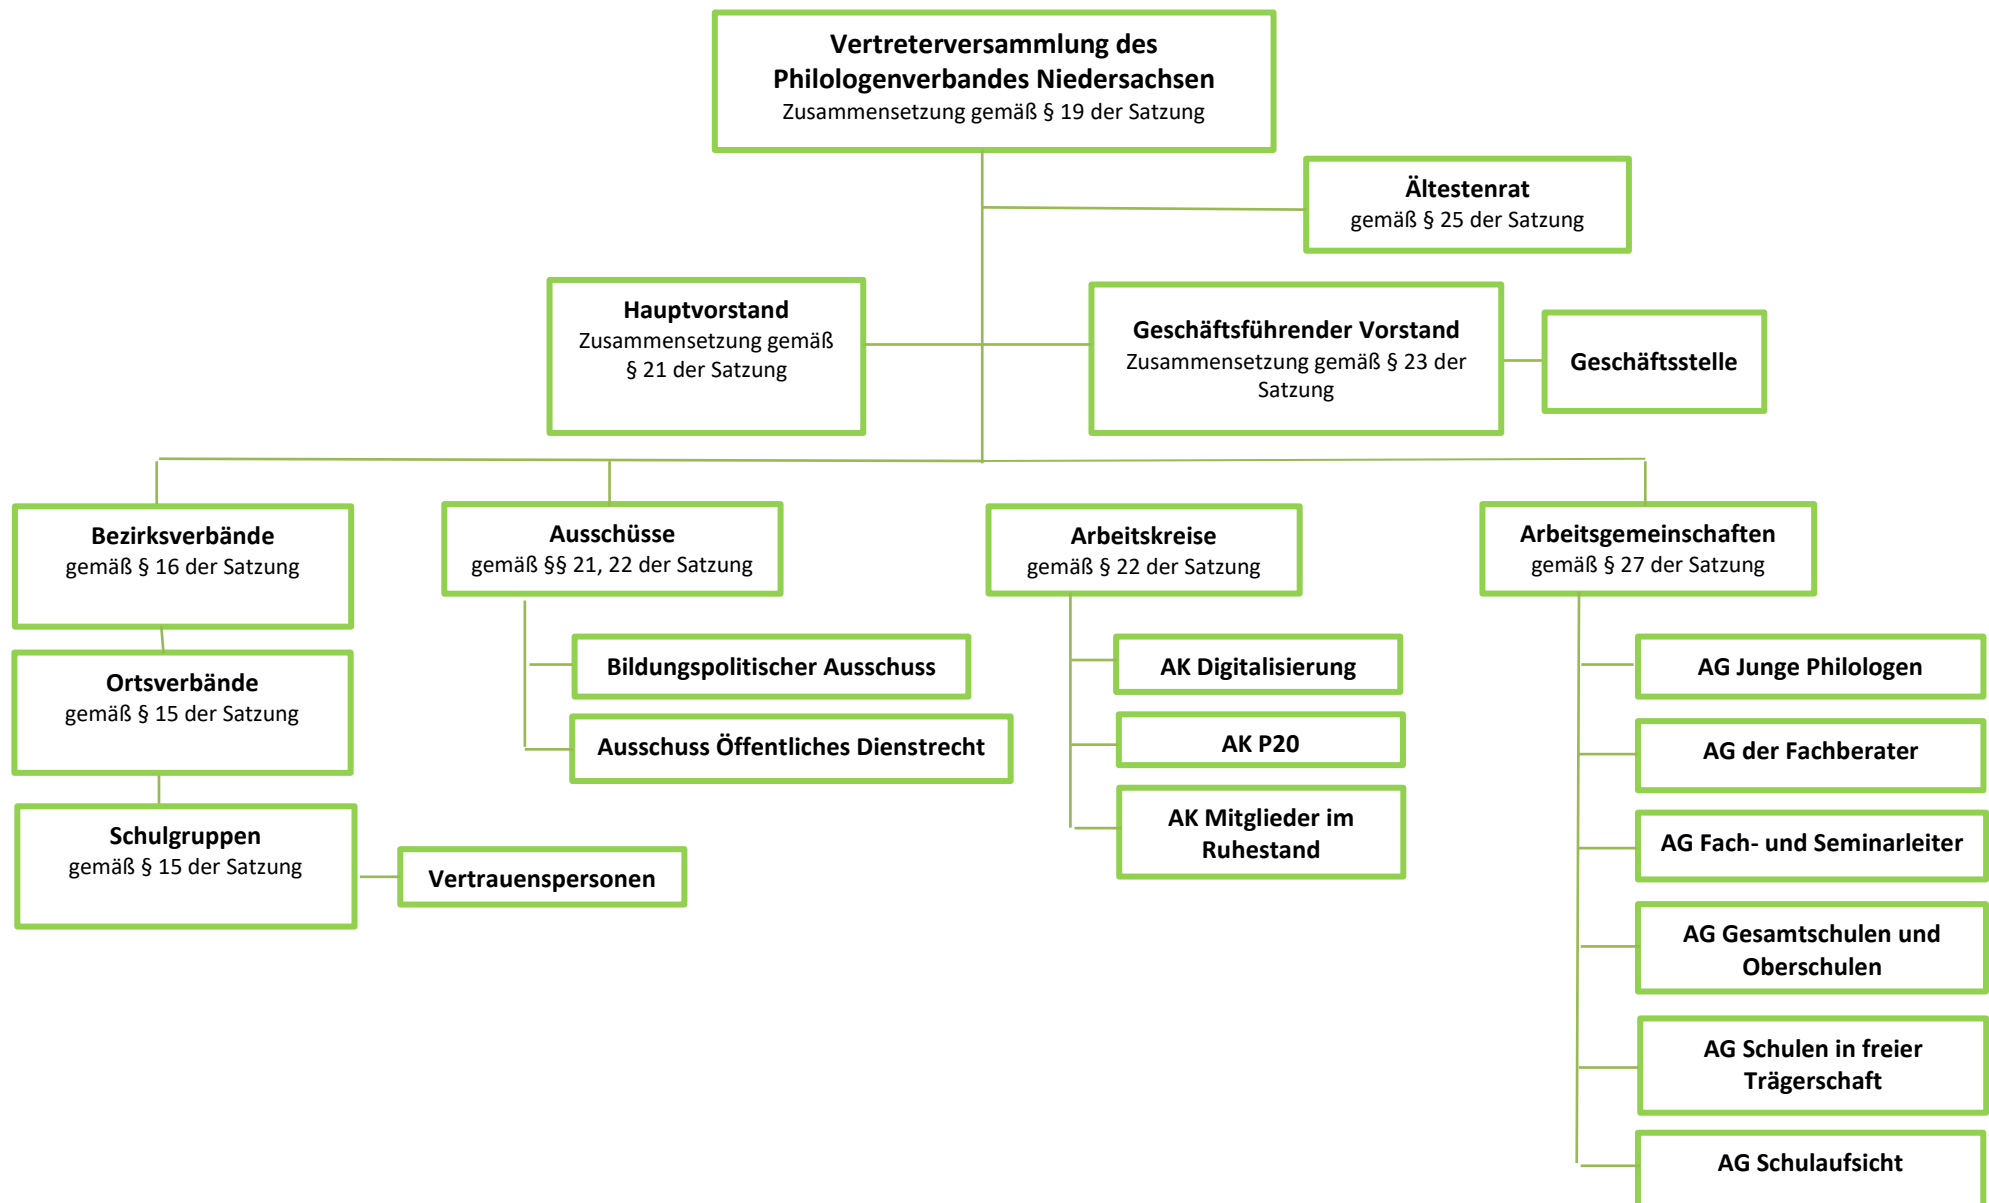 Vertreterversammlung des
Philologenverbandes Niedersachsen
Zusammensetzung gemäß § 19 der Satzung
Ältestenrat
gemäß § 25 der Satzung
Hauptvorstand
Zusammensetzung gemäß
§ 21 der Satzung
Geschäftsführender Vorstand
Zusammensetzung gemäß § 23 der
Satzung
Geschäftsstelle
Bezirksverbände
gemäß § 16 der Satzung
Ortsverbände
gemäß § 15 der Satzung
Schulgruppen
gemäß § 15 der Satzung
Vertrauenspersonen
Ausschüsse
gemäß §§ 21, 22 der Satzung
Bildungspolitischer Ausschuss
Ausschuss Öffentliches Dienstrecht
Arbeitskreise
gemäß § 22 der Satzung
AK Digitalisierung
AK P20
AK Mitglieder im
Ruhestand
Arbeitsgemeinschaften
gemäß § 27 der Satzung
AG Junge Philologen
AG der Fachberater
AG Fach- und Seminarleiter
AG Gesamtschulen und
Oberschulen
AG Schulen in freier
Trägerschaft
AG Schulaufsicht